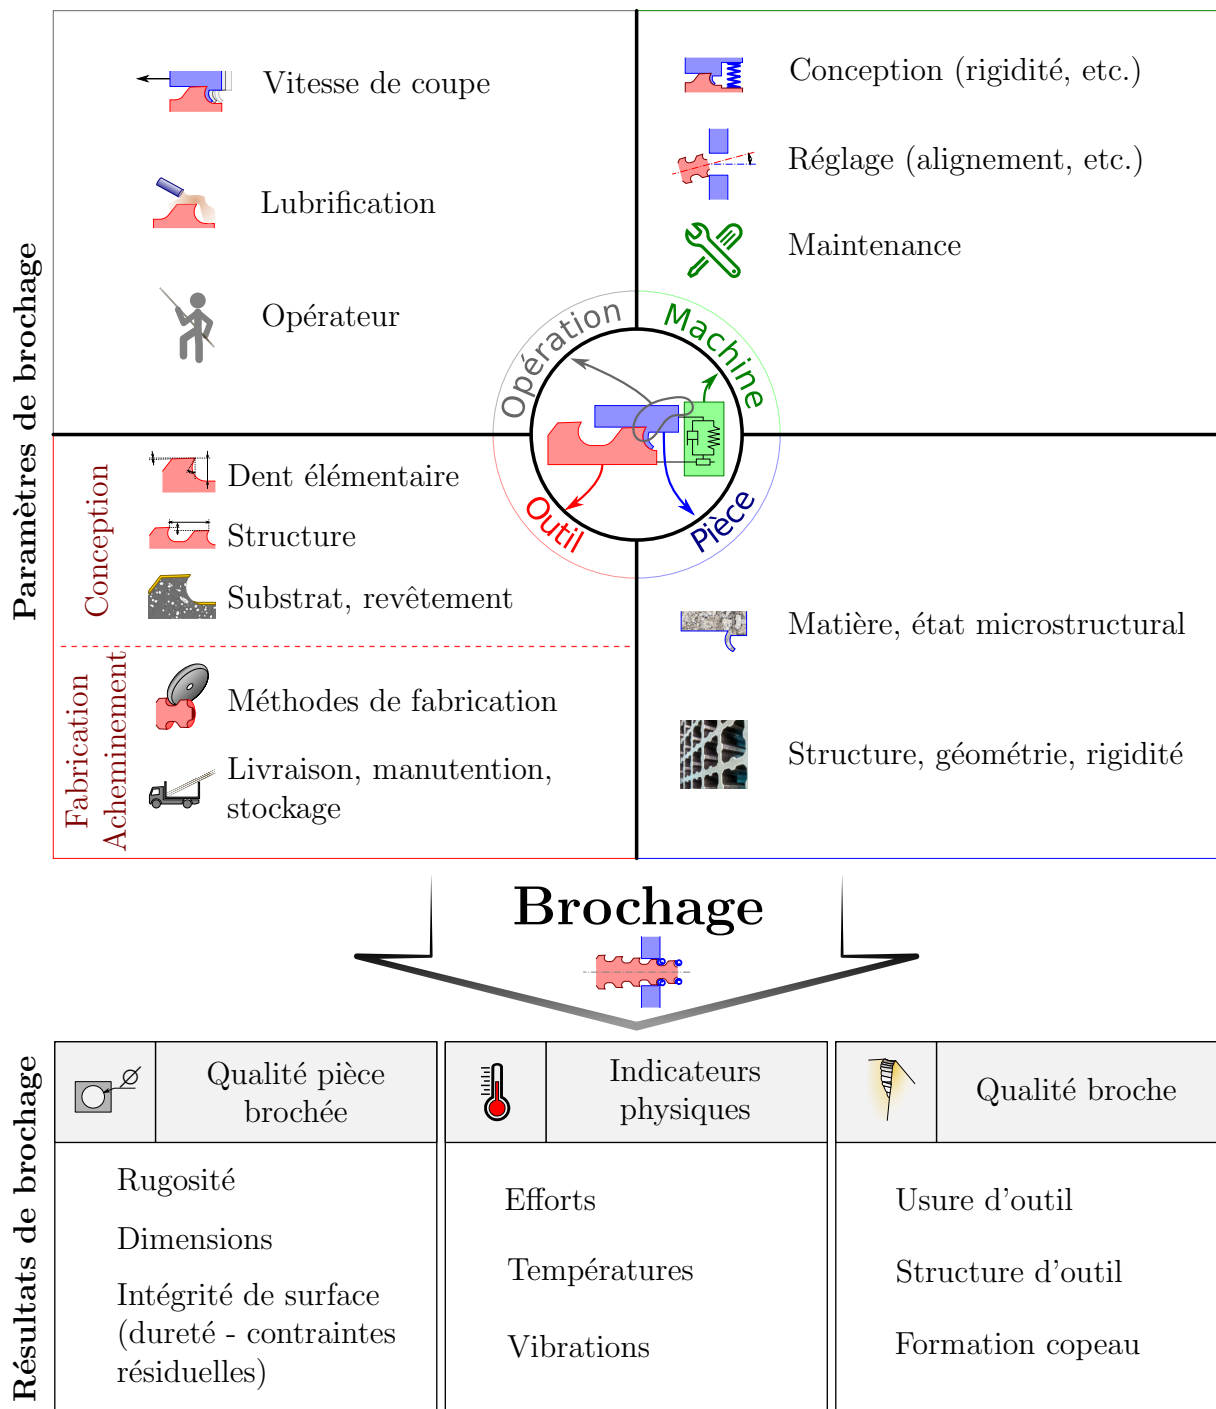 Paramètres de brochage
Vitesse de coupe
Lubrification
Opérateur
Conception (rigidité, etc.)
Réglage (alignement, etc.)
Maintenance
Opération
Machine
Outil
Pièce
Conception
Dent élémentaire
Structure
Substrat, revêtement
Fabrication
Acheminement
Méthodes de fabrication
Livraison, manutention,
stockage
Matière, état microstructural
Structure, géométrie, rigidité
Brochage
Résultats de brochage
Qualité pièce
brochée
Rugosité
Dimensions
Intégrité de surface
(dureté - contraintes
résiduelles)
Indicateurs
physiques
Efforts
Températures
Vibrations
Qualité broche
Usure d'outil
Structure d'outil
Formation copeau